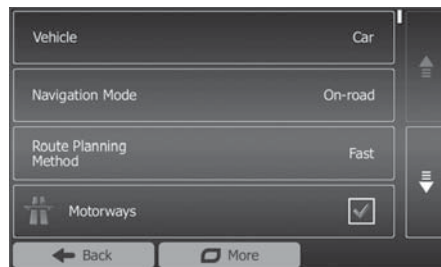 Vehicle Car
Navigation Mode On-road
Route Planning
Method Fast
Motorways
Back More